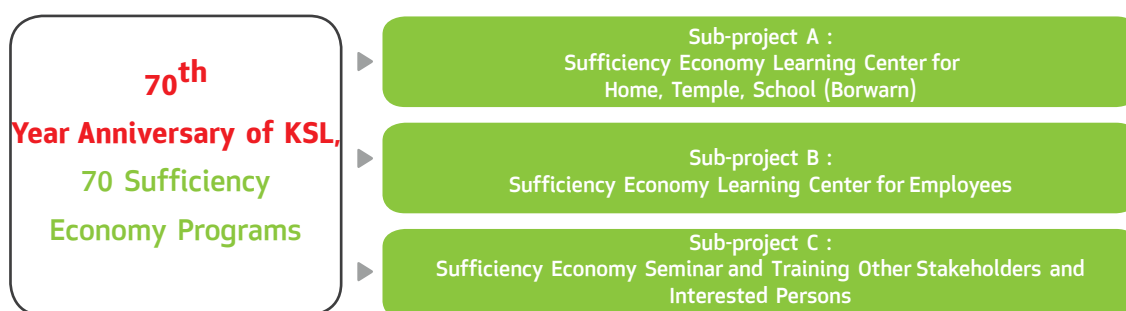 70th
Year Anniversary of KSL,
70 Sufficiency
Economy Programs
Sub-project A :
Sufficiency Economy Learning Center for
Home, Temple, School (Borwarn)
Sub-project B :
Sufficiency Economy Learning Center for Employees
Sub-project C :
Sufficiency Economy Seminar and Training Other Stakeholders and
Interested Persons